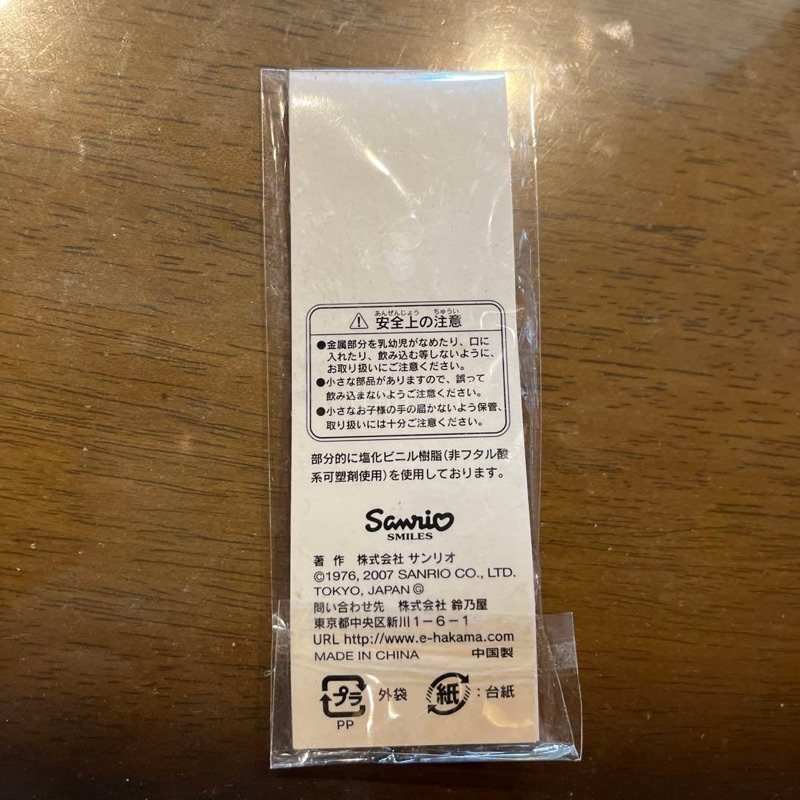 あんぜんじょう ちゅうい
⚠ 安全上の注意
●金属部分を乳幼児がなめたり、口に
入れたり、飲み込む等しないように、
お取り扱いにご注意ください。
●小さな部品がありますので、誤って
飲み込まないようご注意ください。
●小さなお子様の手の届かないよう保管、
取り扱いには十分ご注意ください。
部分的に塩化ビニル樹脂(非フタル酸
系可塑剤使用)を使用しております。
Sanrio
SMILES
著 作 株式会社 サンリオ
©1976, 2007 SANRIO CO., LTD.
TOKYO, JAPAN Ⓖ
問い合わせ先 株式会社 鈴乃屋
東京都中央区新川1-6-1
URL http://www.e-hakama.com
MADE IN CHINA 中国製
プラ 外袋 紙:台紙
PP